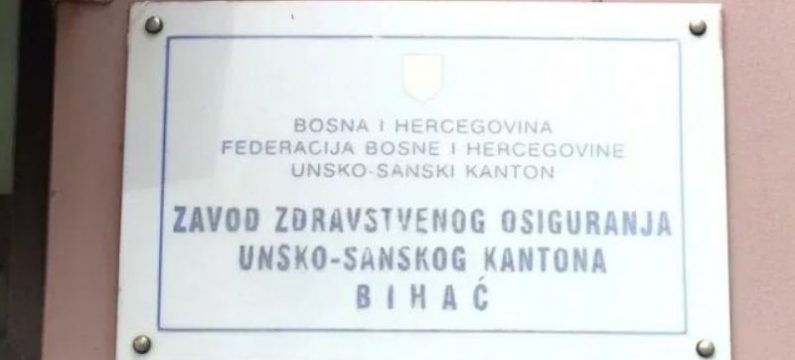 BOSNA I HERCEGOVINA
FEDERACIJA BOSNE I HERCEGOVINE
UNSKO-SANSKI KANTON
ZAVOD ZDRAVSTVENOG OSIGURANJA
UNSKO-SANSKOG KANTONA
BIHAĆ